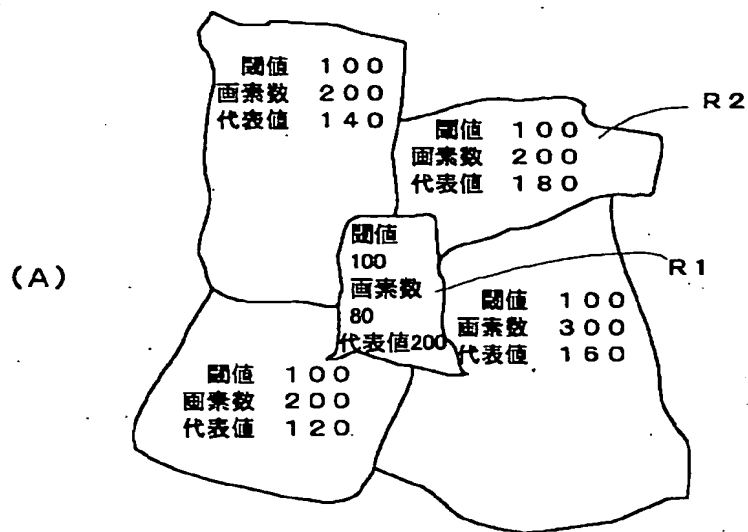 閾値 100
画素数 200
代表値 140
R2
閾値 100
画素数 200
代表値 180
(A)
閾値
100
画素数
80
代表値200
R1
閾値 100
画素数 300
代表値 160
閾値 100
画素数 200
代表値 120